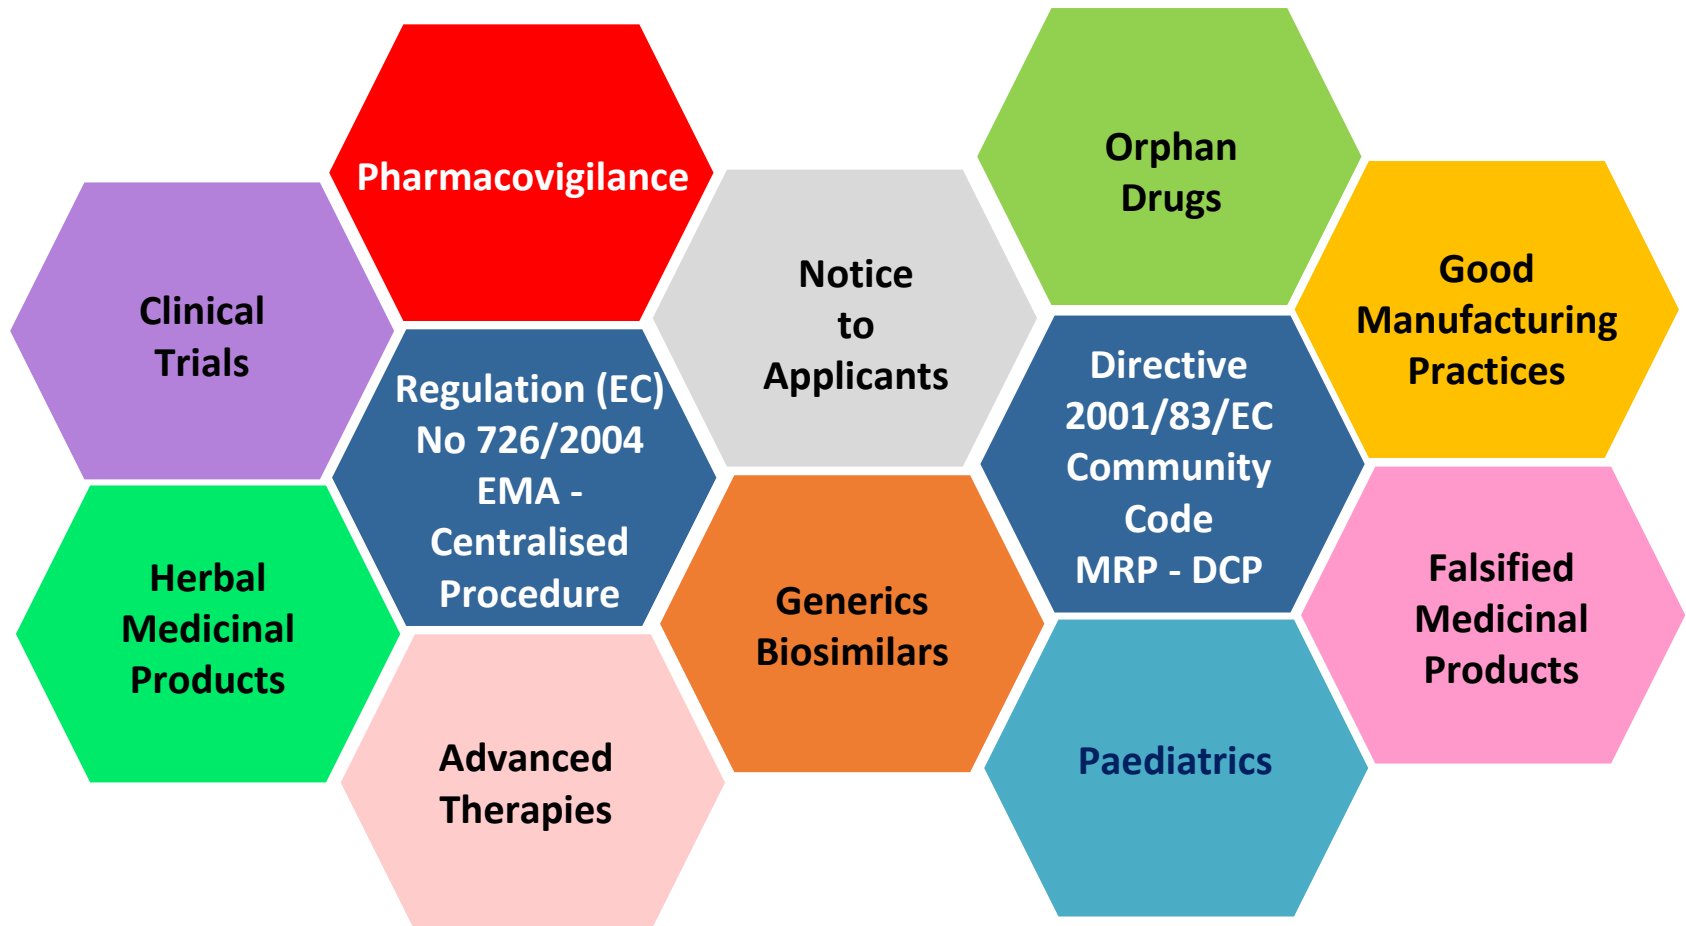 Pharmacovigilance
Orphan
Drugs
Clinical
Trials
Notice
to
Applicants
Good
Manufacturing
Practices
Regulation (EC)
No 726/2004
EMA -
Centralised
Procedure
Directive
2001/83/EC
Community
Code
MRP - DCP
Herbal
Medicinal
Products
Generics
Biosimilars
Falsified
Medicinal
Products
Advanced
Therapies
Paediatrics